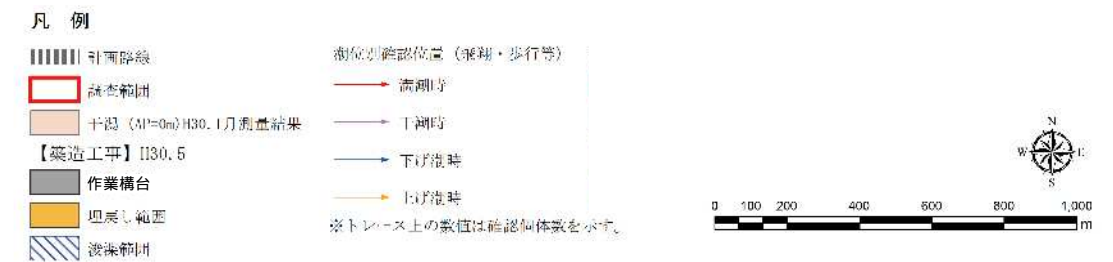 凡 例
計画路線
調査範囲
干潟 (AP=0m)H30.1月測量結果
【築造工事】H30.5
作業構台
埋戻し範囲
浚渫範囲
潮位別確認位置（飛翔・歩行等）
満潮時
干潮時
下げ潮時
上げ潮時
※トレース上の数値は確認個体数を示す。
N
W E
S
0 100 200 400 600 800 1,000
m